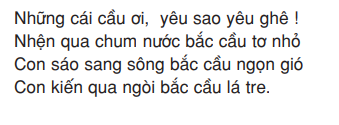 Những cái cầu ơi, yêu sao yêu ghê !
Nhện qua chum nước bắc cầu tơ nhỏ
Con sáo sang sông bắc cầu ngọn gió
Con kiến qua ngòi bắc cầu lá tre.